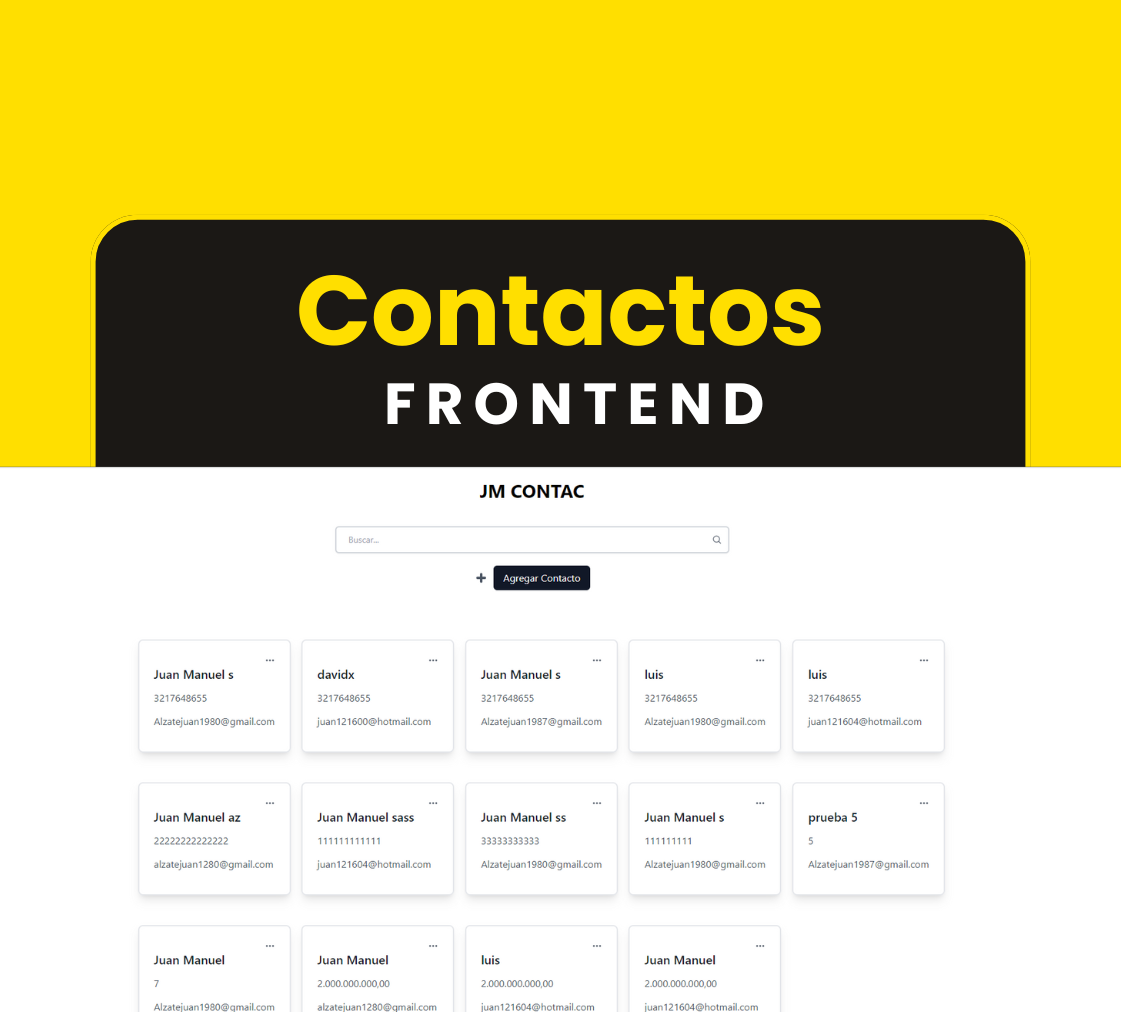 Contactos
FRONTEND
JM CONTAC
Buscar...
Agregar Contacto
Juan Manuel s
3217648655
Alzatejuan1980@gmail.com
davidx
3217648655
juan121600@hotmail.com
Juan Manuel s
3217648655
Alzatejuan1987@gmail.com
luis
3217648655
Alzatejuan1980@gmail.com
luis
3217648655
juan121604@hotmail.com
Juan Manuel az
22222222222222
alzatejuan1280@gmail.com
Juan Manuel sass
111111111111
juan121604@hotmail.com
Juan Manuel ss
33333333333
Alzatejuan1980@gmail.com
Juan Manuel s
111111111
Alzatejuan1980@gmail.com
prueba 5
5
Alzatejuan1987@gmail.com
Juan Manuel
7
Alzatejuan1980@gmail.com
Juan Manuel
2.000.000.000,00
alzatejuan1280@gmail.com
luis
2.000.000.000,00
juan121604@hotmail.com
Juan Manuel
2.000.000.000,00
juan121604@hotmail.com